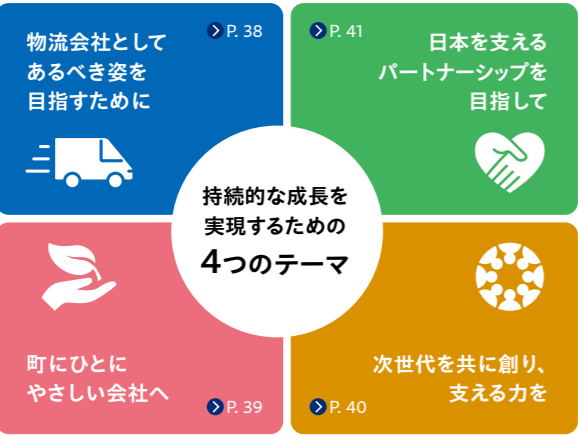 物流会社として
あるべき姿を
目指すために
P. 38
P. 41
日本を支える
パートナーシップを
目指して
持続的な成長を
実現するための
4つのテーマ
町にひとに
やさしい会社へ
P. 39
次世代を共に創り、
支える力を
P. 40